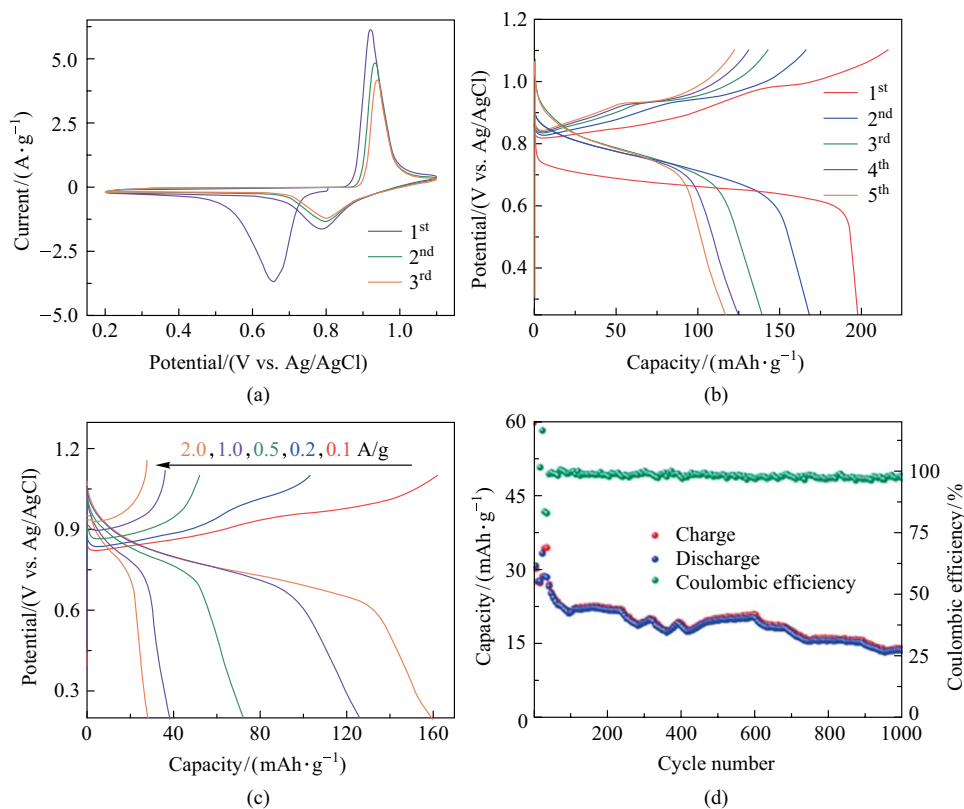 5.0
2.5
0
−2.5
−5.0
Current/(A·g⁻¹)
1ˢᵗ
2ⁿᵈ
3ʳᵈ
0.2 0.4 0.6 0.8 1.0
Potential/(V vs. Ag/AgCl)
(a)
1.2
1.0
0.8
0.6
0.4
Potential/(V vs. Ag/AgCl)
1ˢᵗ
2ⁿᵈ
3ʳᵈ
4ᵗʰ
5ᵗʰ
0 50 100 150 200
Capacity/(mAh·g⁻¹)
(b)
1.2
0.9
0.6
0.3
Potential/(V vs. Ag/AgCl)
2.0, 1.0, 0.5, 0.2, 0.1 A/g
0 40 80 120 160
Capacity/(mAh·g⁻¹)
(c)
60
45
30
15
0
Capacity/(mAh·g⁻¹)
Charge
Discharge
Coulombic efficiency
100
75
50
25
0
Coulombic efficiency/%
200 400 600 800 1000
Cycle number
(d)